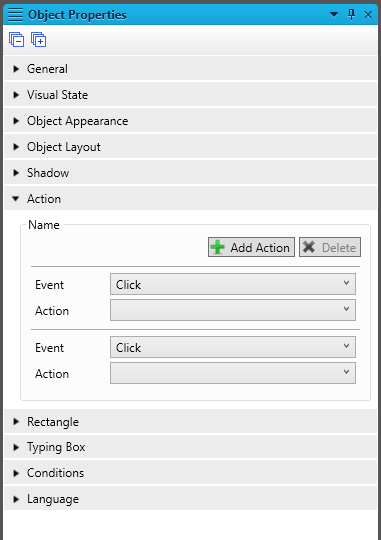 Object Properties
General
Visual State
Object Appearance
Object Layout
Shadow
Action
Name
Add Action Delete
Event Click
Action
Event Click
Action
Rectangle
Typing Box
Conditions
Language